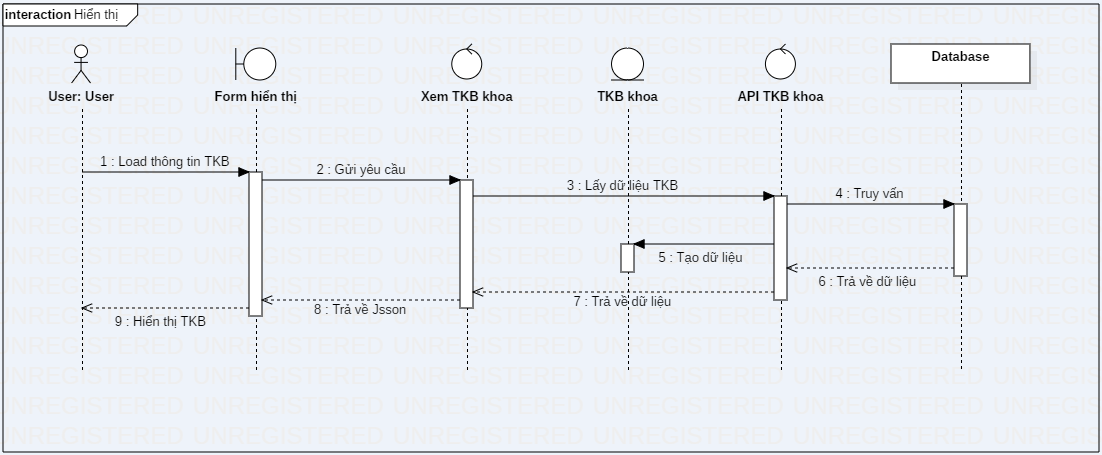 interaction Hiển thị
User: User
Form hiển thị
Xem TKB khoa
TKB khoa
API TKB khoa
Database
1 : Load thông tin TKB
2 : Gửi yêu cầu
3 : Lấy dữ liệu TKB
4 : Truy vấn
5 : Tạo dữ liệu
6 : Trả về dữ liệu
7 : Trả về dữ liệu
8 : Trả về Jsson
9 : Hiển thị TKB
UNREGISTERED